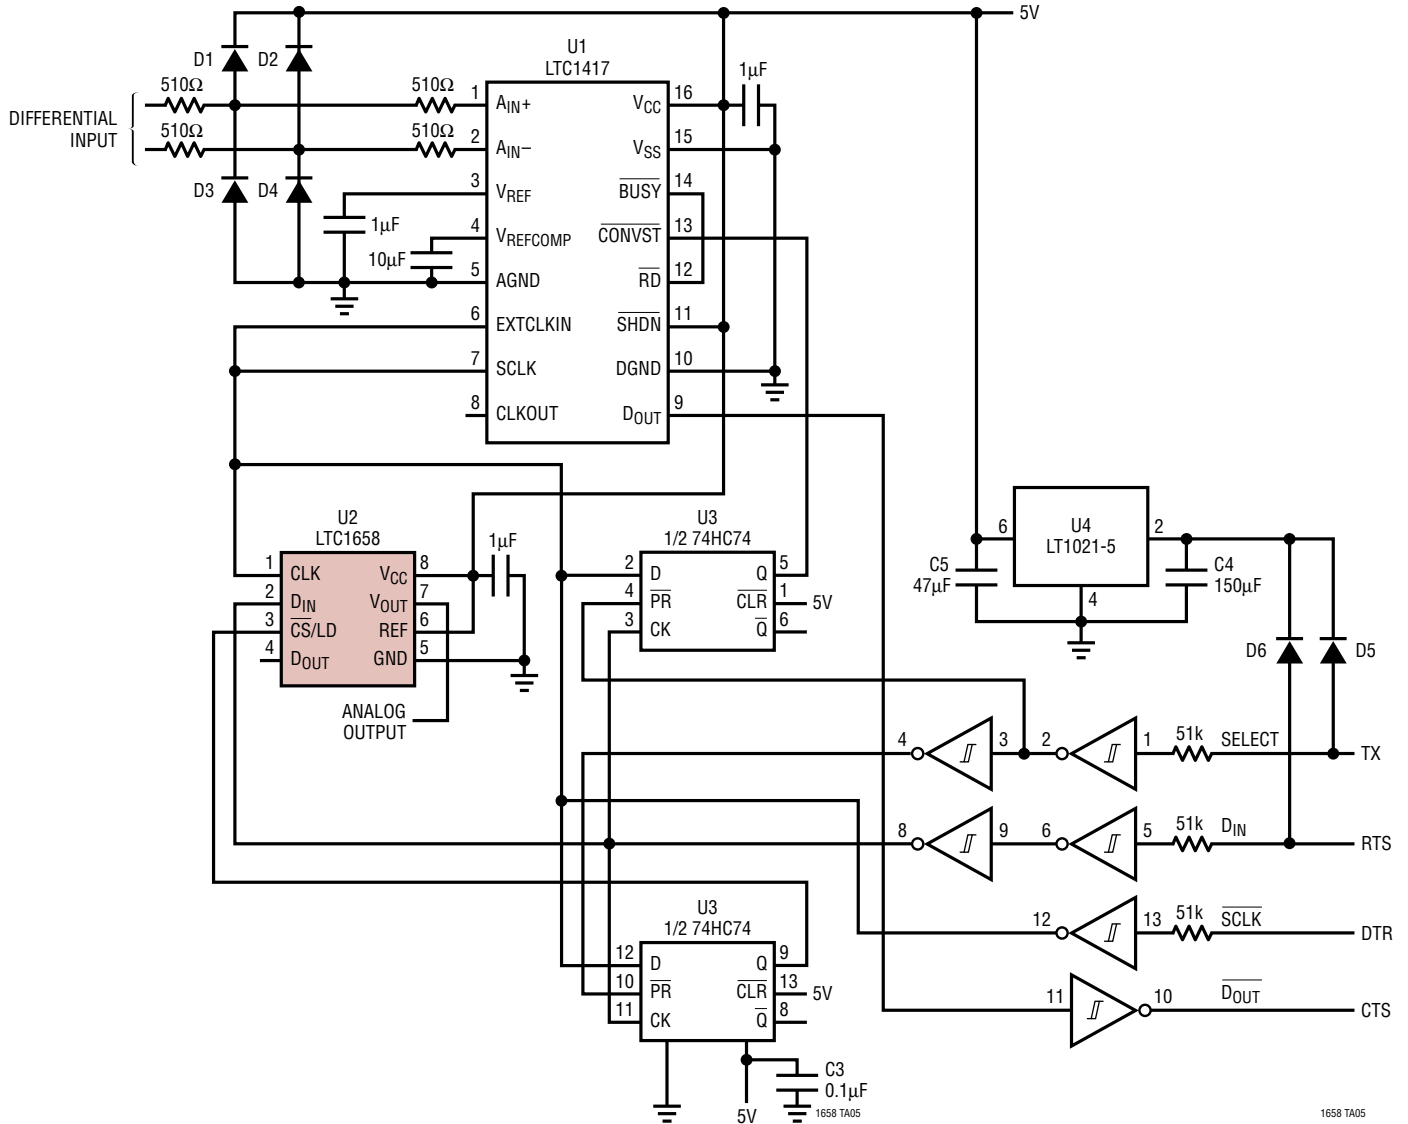 5V
U1
LTC1417
D1
D2
1µF
510Ω
510Ω
1
AIN+
VCC
16
DIFFERENTIAL
INPUT
510Ω
510Ω
2
AIN–
VSS
15
D3
D4
3
VREF
BUSY
14
1µF
4
VREFCOMP
CONVST
13
10µF
5
AGND
RD
12
6
EXTCLKIN
SHDN
11
7
SCLK
DGND
10
8
CLKOUT
DOUT
9
U2
LTC1658
1µF
1
CLK
VCC
8
2
DIN
VOUT
7
3
CS/LD
REF
6
4
DOUT
GND
5
ANALOG
OUTPUT
U3
1/2 74HC74
2
D
Q
5
4
PR
CLR
1
5V
3
CK
Q
6
6
U4
LT1021-5
2
4
C5
47µF
C4
150µF
D6
D5
4
3
2
1
51k
SELECT
TX
8
9
6
5
51k
DIN
RTS
12
13
51k
SCLK
DTR
11
10
DOUT
CTS
U3
1/2 74HC74
12
D
Q
9
10
PR
CLR
13
5V
11
CK
Q
8
C3
0.1µF
5V
1658 TA05
1658 TA05